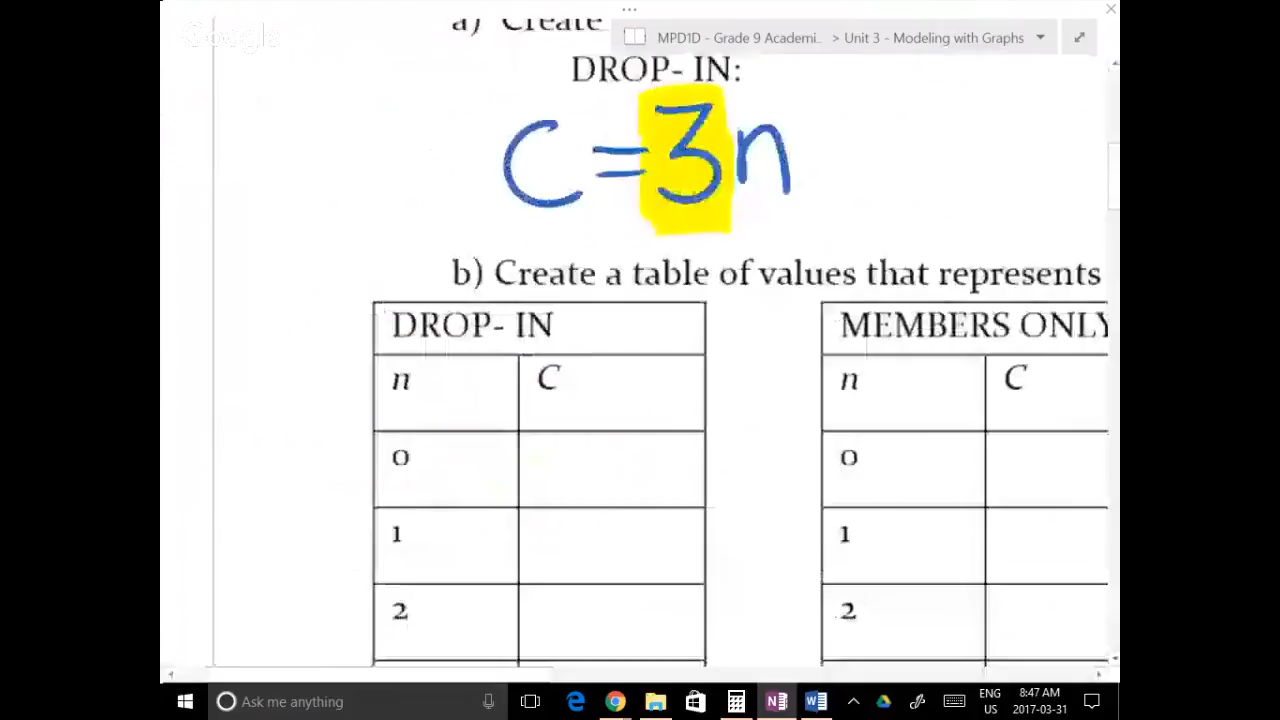 Google
a) Create
MPD1D - Grade 9 Academi... > Unit 3 - Modeling with Graphs
DROP- IN:
C=3n
b) Create a table of values that represents
DROP- IN
MEMBERS ONLY
n C
n C
0
0
1
1
2
2
Ask me anything
ENG
US
8:47 AM
2017-03-31